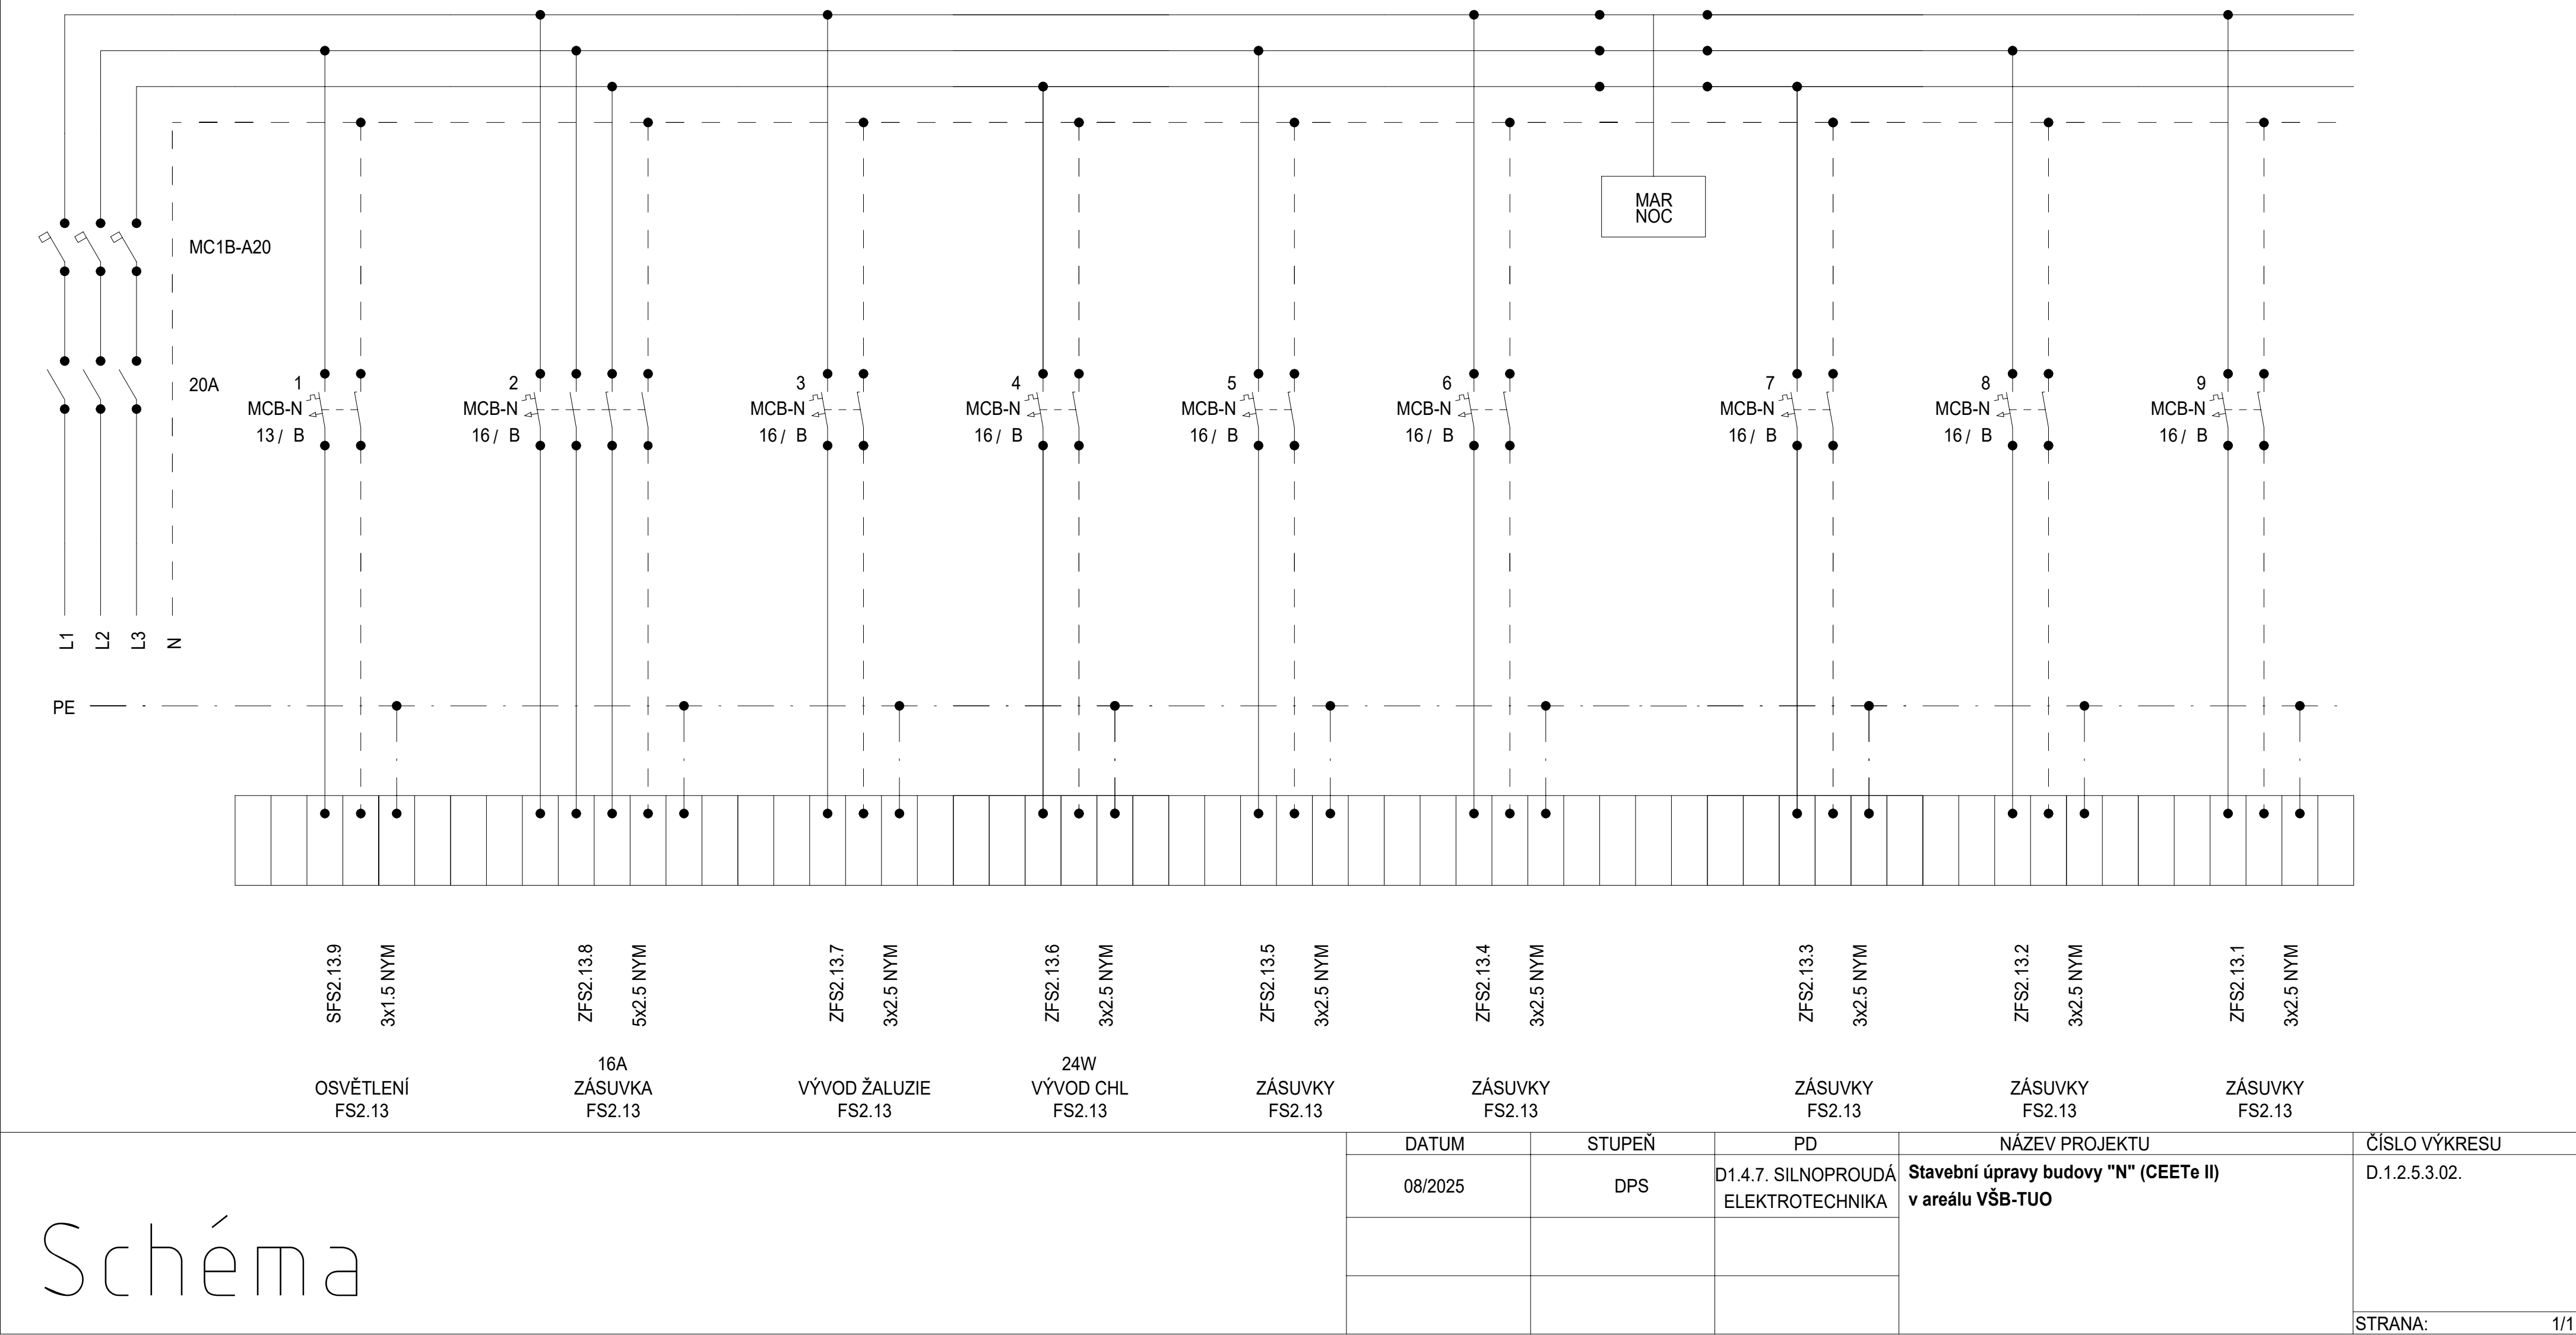 MAR
NOC
MC1B-A20
20A
1
MCB-N
13 / B
2
MCB-N
16 / B
3
MCB-N
16 / B
4
MCB-N
16 / B
5
MCB-N
16 / B
6
MCB-N
16 / B
7
MCB-N
16 / B
8
MCB-N
16 / B
9
MCB-N
16 / B
L1
L2
L3
N
PE
SFS2.13.9
3x1.5 NYM
ZFS2.13.8
5x2.5 NYM
ZFS2.13.7
3x2.5 NYM
ZFS2.13.6
3x2.5 NYM
ZFS2.13.5
3x2.5 NYM
ZFS2.13.4
3x2.5 NYM
ZFS2.13.3
3x2.5 NYM
ZFS2.13.2
3x2.5 NYM
ZFS2.13.1
3x2.5 NYM
OSVĚTLENÍ
FS2.13
16A
ZÁSUVKA
FS2.13
VÝVOD ŽALUZIE
FS2.13
24W
VÝVOD CHL
FS2.13
ZÁSUVKY
FS2.13
ZÁSUVKY
FS2.13
ZÁSUVKY
FS2.13
ZÁSUVKY
FS2.13
ZÁSUVKY
FS2.13
Schéma
DATUM
08/2025
STUPEŇ
DPS
PD
D1.4.7. SILNOPROUDÁ
ELEKTROTECHNIKA
NÁZEV PROJEKTU
Stavební úpravy budovy "N" (CEETe II)
v areálu VŠB-TUO
ČÍSLO VÝKRESU
D.1.2.5.3.02.
STRANA: 1/1